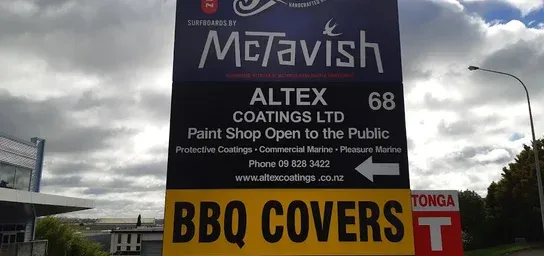 HANDCRAFTED
SURFBOARDS BY
McTavish
ALTEX 68
COATINGS LTD
Paint Shop Open to the Public
Protective Coatings • Commercial Marine • Pleasure Marine
Phone 09 828 3422
www.altexcoatings.co.nz
BBQ COVERS
TONGA
T